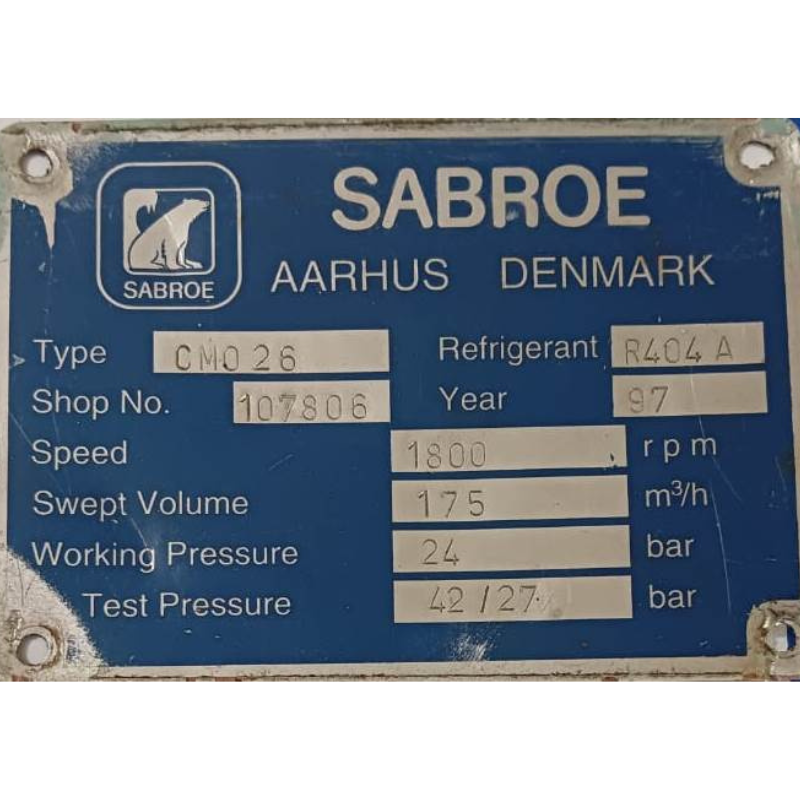 SABROE
SABROE
AARHUS DENMARK
Type CMO 26 Refrigerant R404A
Shop No. 107806 Year 97
Speed 1800 rpm
Swept Volume 175 m³/h
Working Pressure 24 bar
Test Pressure 42/27 bar